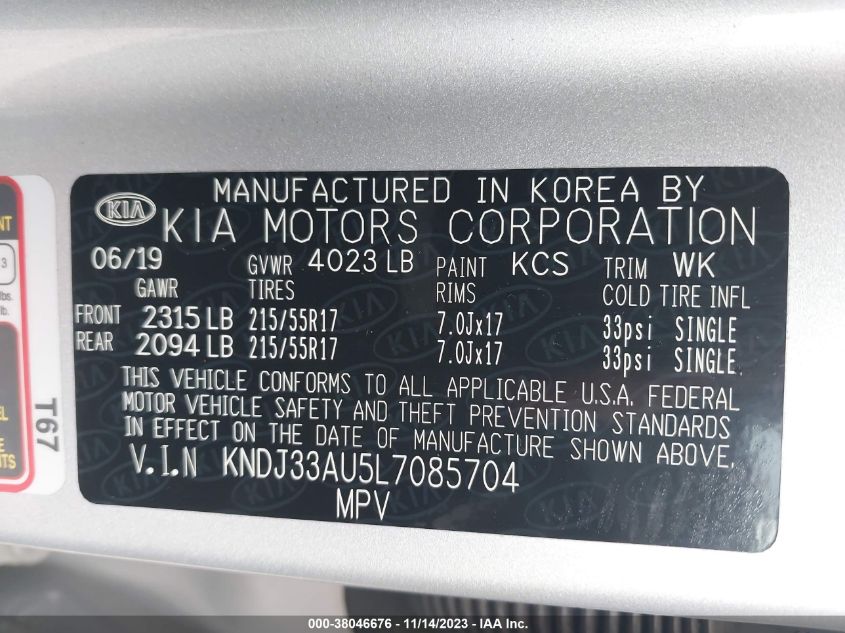 MANUFACTURED IN KOREA BY
KIA KIA MOTORS CORPORATION
06/19 GVWR 4023 LB PAINT KCS TRIM WK
GAWR TIRES RIMS COLD TIRE INFL
FRONT 2315 LB 215/55R17 7.0Jx17 33psi SINGLE
REAR 2094 LB 215/55R17 7.0Jx17 33psi SINGLE
THIS VEHICLE CONFORMS TO ALL APPLICABLE U.S.A. FEDERAL
MOTOR VEHICLE SAFETY AND THEFT PREVENTION STANDARDS
IN EFFECT ON THE DATE OF MANUFACTURE SHOWN ABOVE.
V.I.N KNDJ33AU5L7085704
MPV
T67
000-38046676 - 11/14/2023 - IAA Inc.